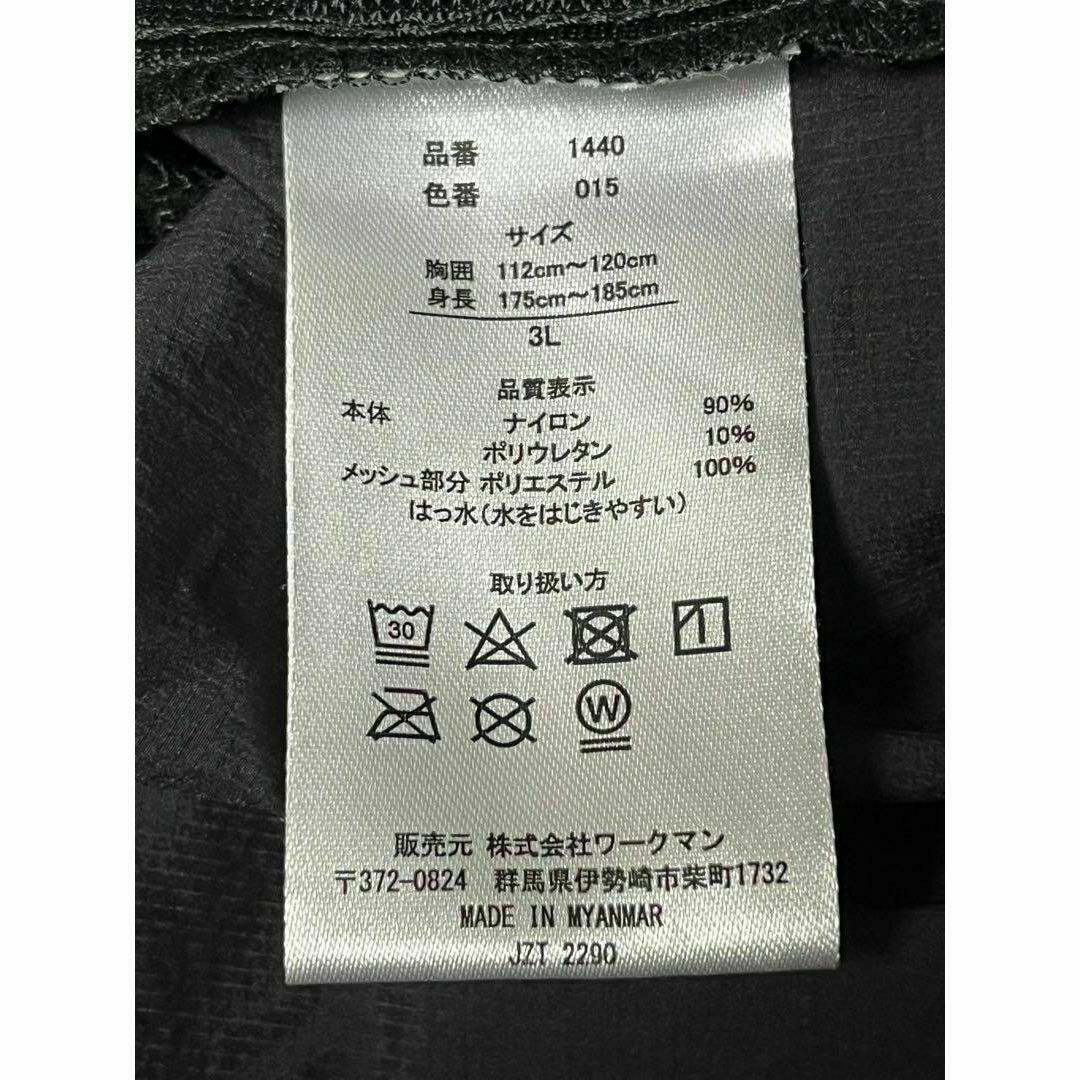 品番 1440
色番 015
サイズ
胸囲 112cm～120cm
身長 175cm～185cm
3L
品質表示
本体 ナイロン 90%
ポリウレタン 10%
メッシュ部分 ポリエステル 100%
はっ水(水をはじきやすい)
取り扱い方
30
W
販売元 株式会社ワークマン
〒372-0824 群馬県伊勢崎市柴町1732
MADE IN MYANMAR
JZT 2290